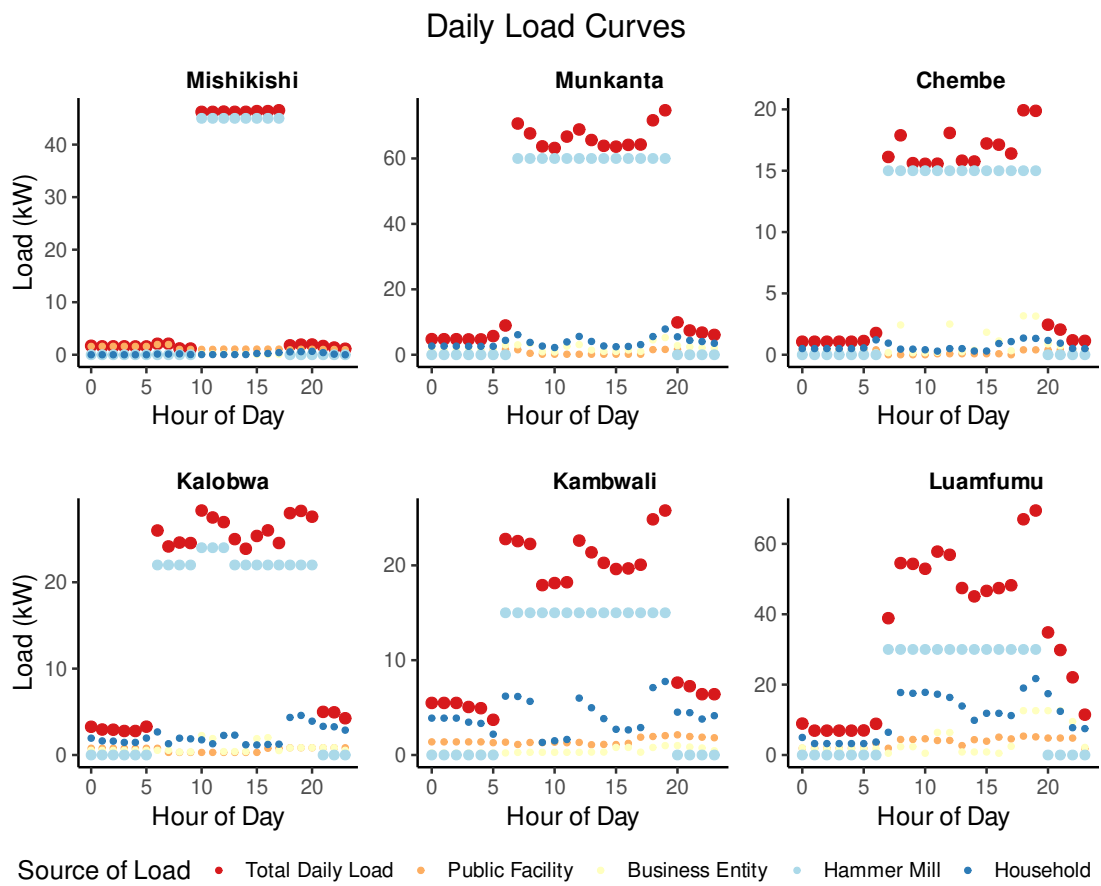 Daily Load Curves
Mishikishi
Munkanta
Chembe
Load (kW)
0
20
40
0
20
40
60
0
5
10
15
20
0 5 10 15 20
0 5 10 15 20
0 5 10 15 20
Hour of Day
Hour of Day
Hour of Day
Kalobwa
Kambwali
Luamfumu
Load (kW)
0
10
20
0
10
20
0
20
40
60
0 5 10 15 20
0 5 10 15 20
0 5 10 15 20
Hour of Day
Hour of Day
Hour of Day
Source of Load Total Daily Load Public Facility Business Entity Hammer Mill Household